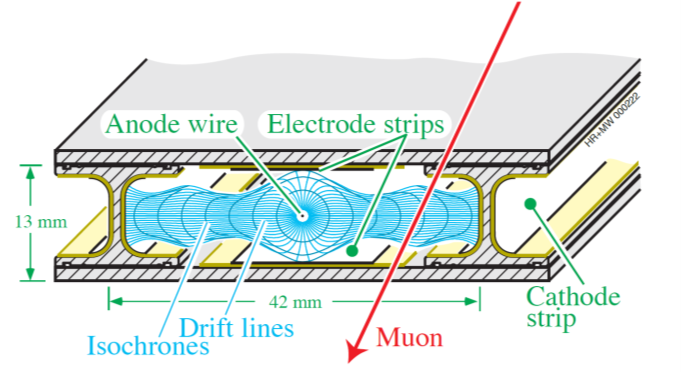 HR+MW 000222
Anode wire
Electrode strips
13 mm
42 mm
Cathode
strip
Drift lines
Isochrones
Muon